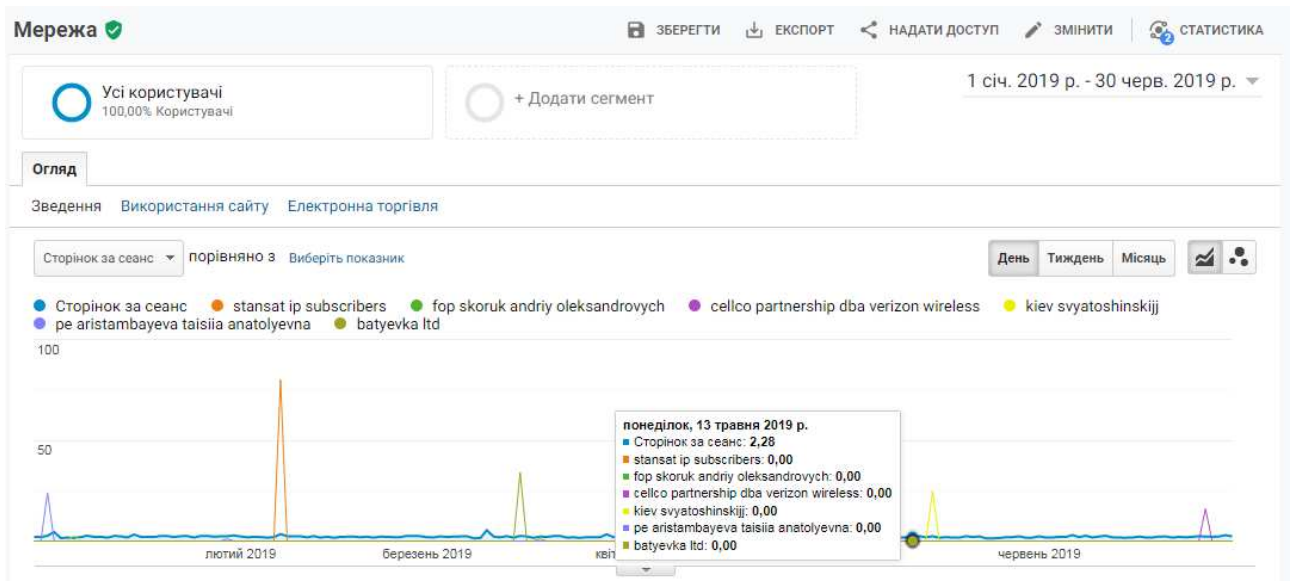 Мережа
ЗБЕРЕГТИ ЕКСПОРТ НАДАТИ ДОСТУП ЗМІНИТИ 2 СТАТИСТИКА
Усі користувачі
100,00% Користувачі
+ Додати сегмент
1 січ. 2019 р. - 30 черв. 2019 р.
Огляд
Зведення Використання сайту Електронна торгівля
Сторінок за сеанс порівняно з Виберіть показник
День Тиждень Місяць
Сторінок за сеанс stansat ip subscribers fop skoruk andriy oleksandrovych cellco partnership dba verizon wireless kiev svyatoshinskijj
pe aristambayeva taisiia anatolyevna batyevka ltd
100
50
понеділок, 13 травня 2019 р.
Сторінок за сеанс: 2,28
stansat ip subscribers: 0,00
fop skoruk andriy oleksandrovych: 0,00
cellco partnership dba verizon wireless: 0,00
kiev svyatoshinskijj: 0,00
pe aristambayeva taisiia anatolyevna: 0,00
batyevka ltd: 0,00
лютий 2019 березень 2019 квіт червень 2019